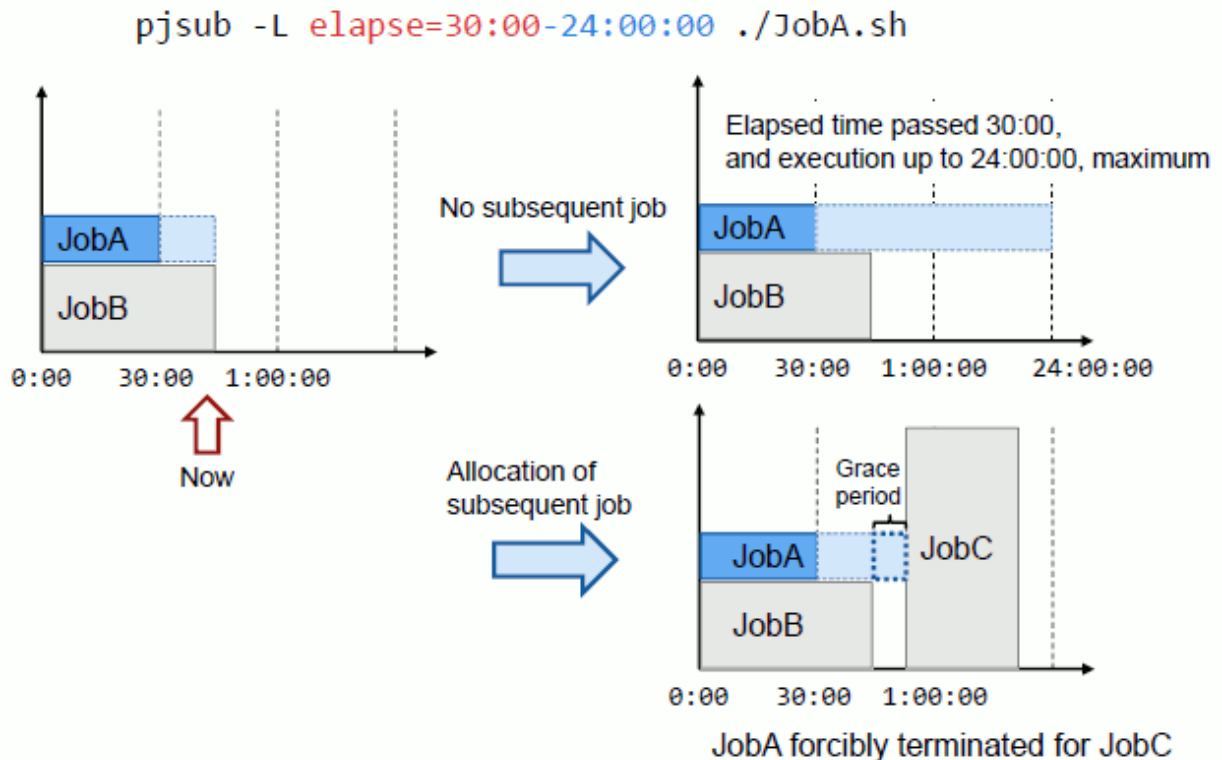 pjsub -L elapse=30:00-24:00:00 ./JobA.sh
JobA
JobB
0:00 30:00 1:00:00
Now
No subsequent job
Elapsed time passed 30:00,
and execution up to 24:00:00, maximum
JobA
JobB
0:00 30:00 1:00:00 24:00:00
Allocation of
subsequent job
Grace
period
JobA
JobC
JobB
0:00 30:00 1:00:00
JobA forcibly terminated for JobC